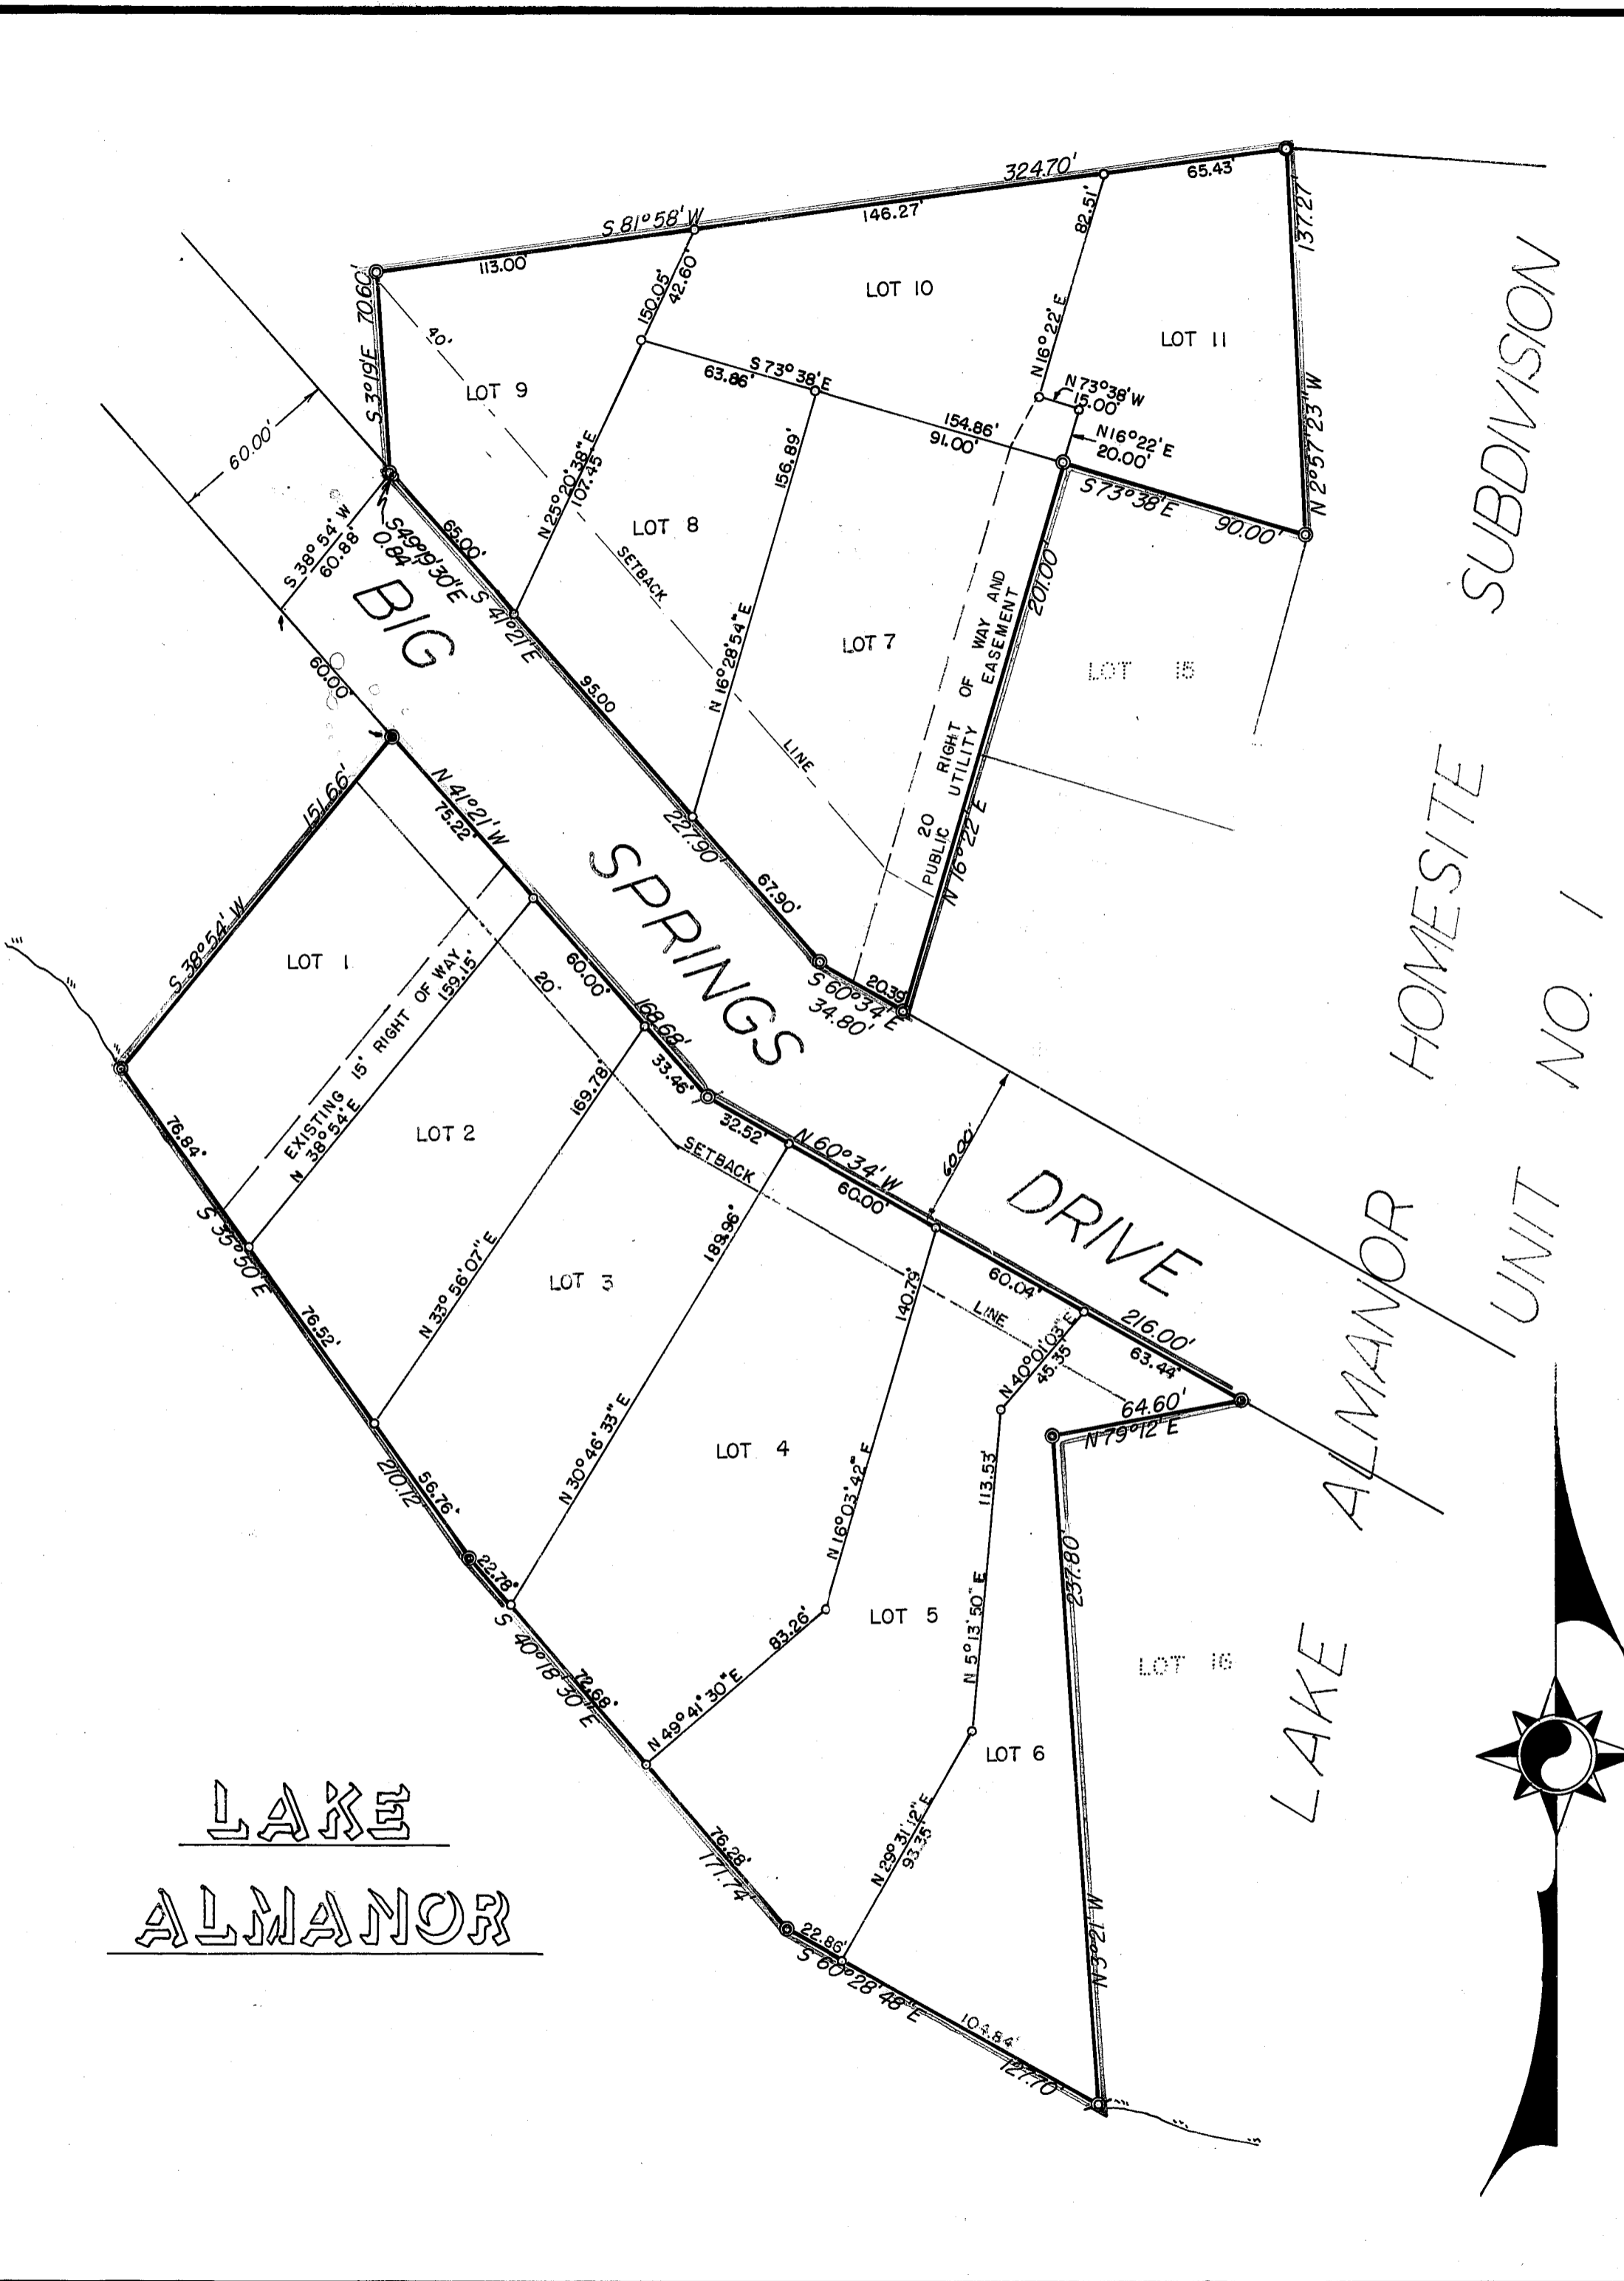 324.70'
65.43'
S 81° 58' W
146.27'
113.00'
82.51'
137.27'
S 3° 19' E 70.60'
150.05'
42.60'
LOT 10
40'
LOT 9
LOT 11
N 16° 22' E
S 73° 38' E
63.86'
N 73° 38' W
15.00'
154.86'
91.00'
N 16° 22' E
20.00'
N 2° 57' 23" W
S 73° 38' E
90.00'
60.00'
S 38° 54' W
60.88'
S 49° 19' 30" E
0.84'
65.00'
N 25° 20' 38" E
107.45'
156.89'
LOT 8
SETBACK
LINE
S 41° 21' E
95.00
227.90'
67.90'
N 16° 28' 54" E
LOT 7
20 RIGHT OF WAY AND
PUBLIC UTILITY EASEMENT
201.00'
N 16° 22' E
LOT 15
20.39'
S 60° 34' E
34.80'
BIG
SPRINGS
DRIVE
60.00'
N 41° 21' W
75.22'
151.66'
S 38° 54' W
LOT 1
EXISTING 15' RIGHT OF WAY
N 38° 54' E
159.15'
20'
60.00'
168.68'
33.46'
32.52'
N 60° 34' W
60.00'
60.00'
76.84'
S 35° 50' E
LOT 2
169.78'
N 33° 56' 07" E
SETBACK
LINE
76.52'
LOT 3
189.96'
N 30° 46' 33" E
140.79'
N 16° 03' 42" E
60.04'
216.00'
63.44'
N 40° 01' 03" E
45.35'
64.60'
N 79° 12' E
210.12'
56.76'
22.78'
LOT 4
113.53'
N 5° 13' 50" E
237.80'
N 3° 21' W
S 40° 18' 30" E
72.68'
83.26'
N 49° 41' 30" E
LOT 5
LOT 16
LOT 6
N 29° 31' 12" E
93.35'
76.28'
171.74'
22.86'
S 60° 28' 48" E
104.84'
127.70'
LAKE
ALMANOR
LAKE ALMANOR HOMESITE SUBDIVISION
UNIT NO. 1